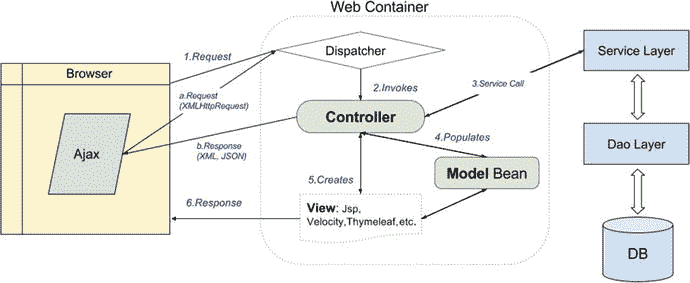 Web Container
1.Request
Dispatcher
Service Layer
Browser
a.Request
(XMLHttpRequest)
2.Invokes
3.Service Call
Controller
Ajax
b.Response
(XML, JSON)
4.Populates
Dao Layer
5.Creates
Model Bean
6.Response
View: Jsp,
Velocity,Thymeleaf,etc.
DB